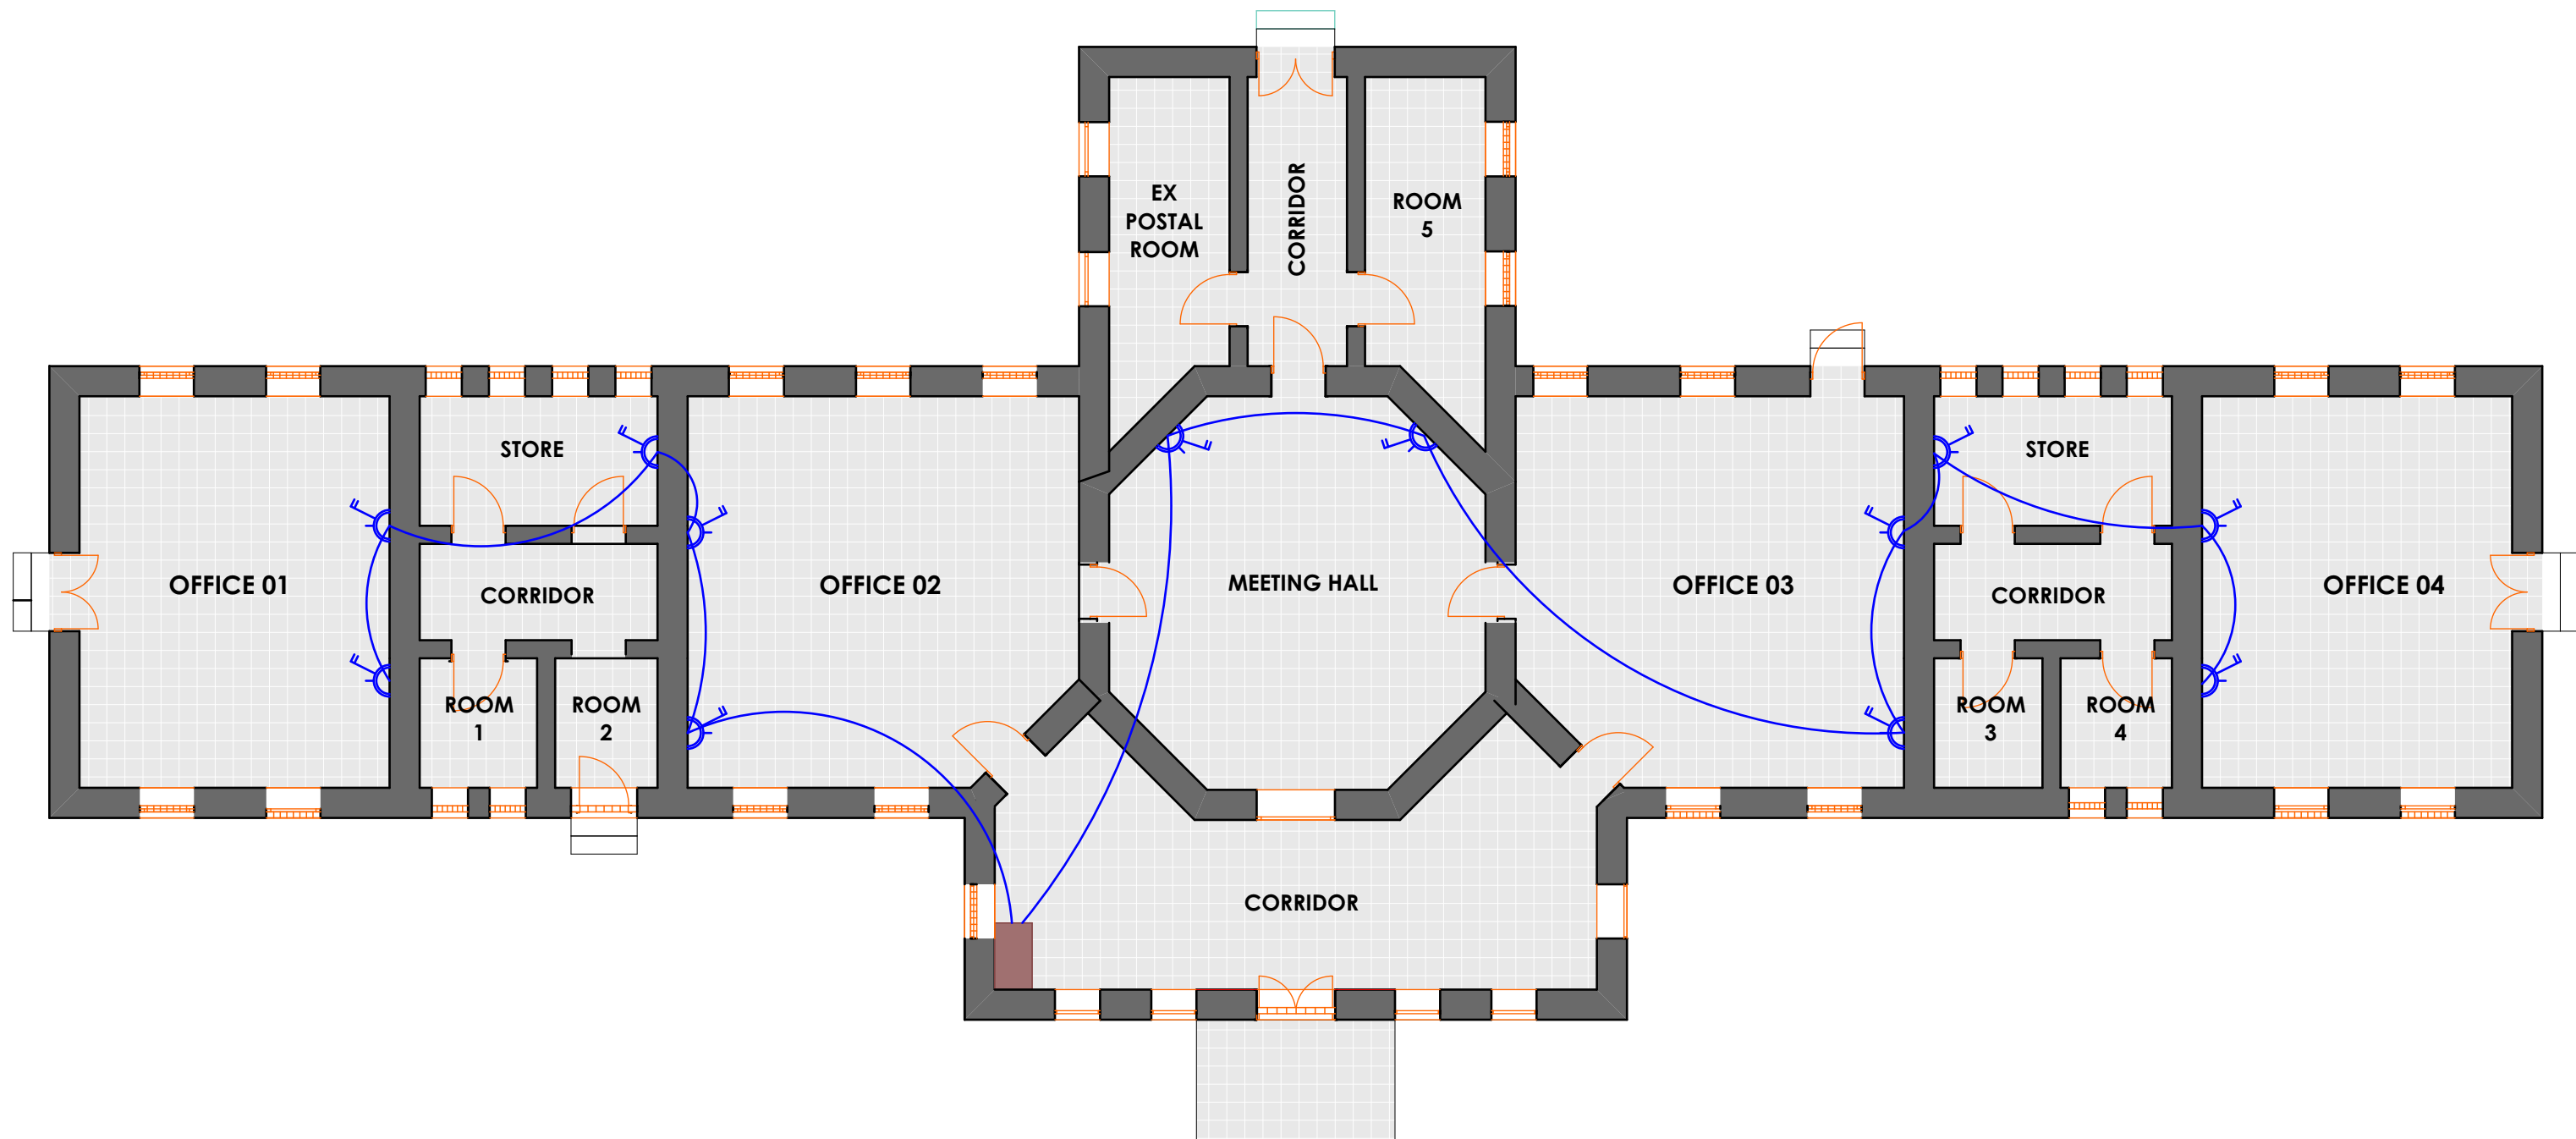 EX
POSTAL
ROOM
CORRIDOR
ROOM
5
STORE
STORE
OFFICE 01
CORRIDOR
OFFICE 02
MEETING HALL
OFFICE 03
CORRIDOR
OFFICE 04
ROOM
1
ROOM
2
ROOM
3
ROOM
4
CORRIDOR